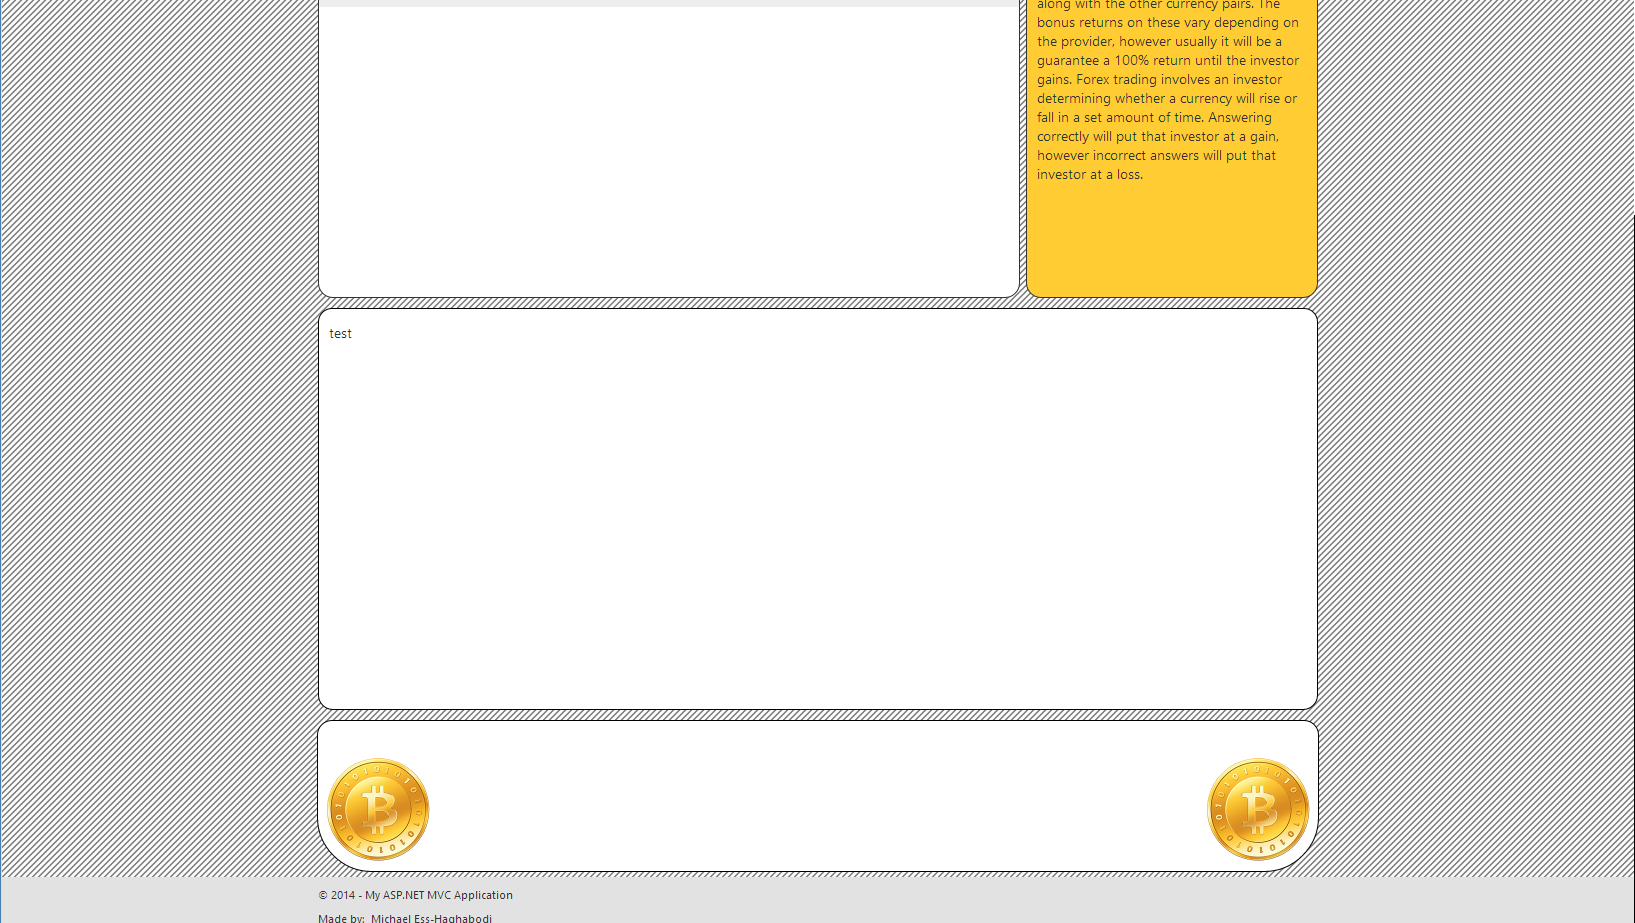 along with the other currency pairs. The
bonus returns on these vary depending on
the provider, however usually it will be a
guarantee a 100% return until the investor
gains. Forex trading involves an investor
determining whether a currency will rise or
fall in a set amount of time. Answering
correctly will put that investor at a gain,
however incorrect answers will put that
investor at a loss.
test
© 2014 - My ASP.NET MVC Application
Made by: Michael Ess-Haghabodi